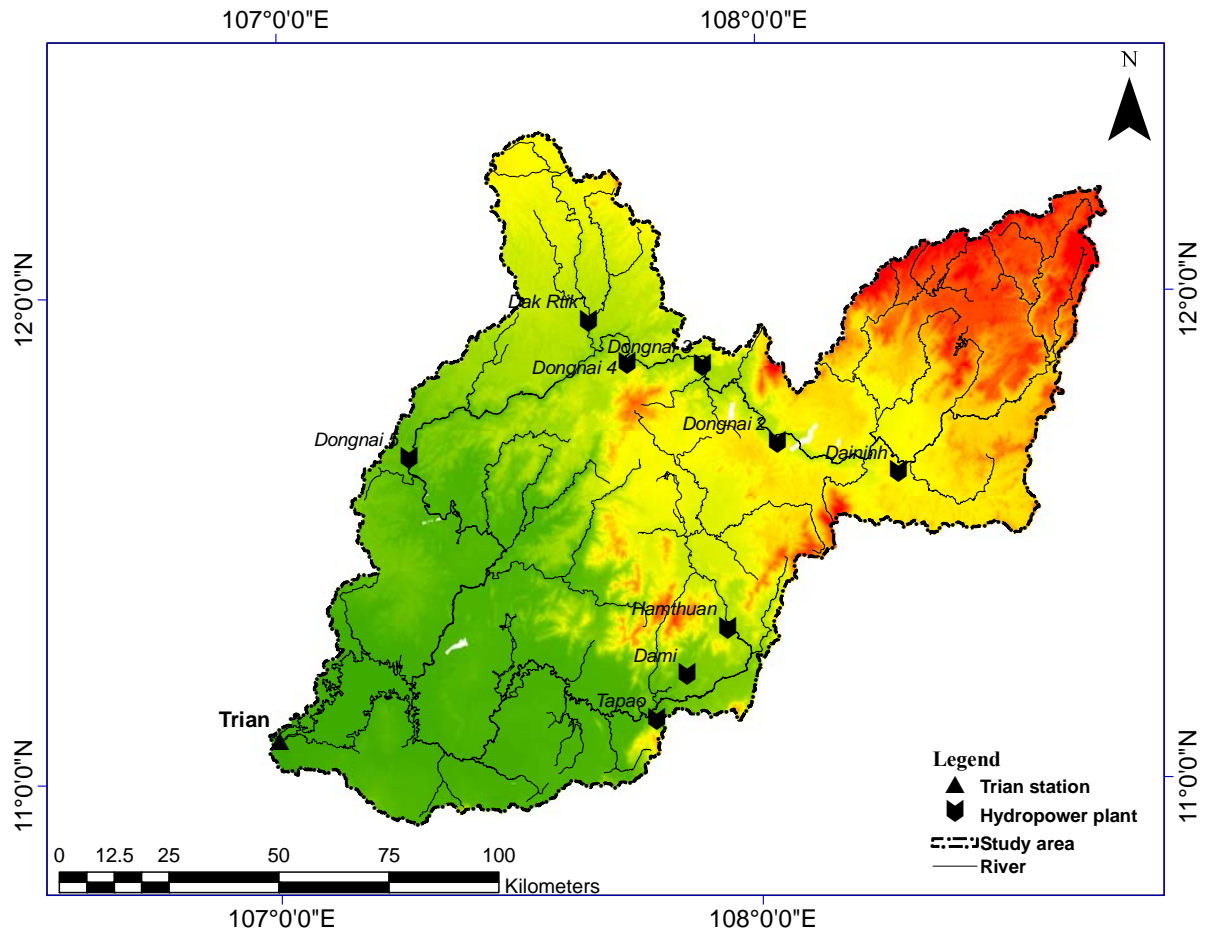 107°0'0"E 108°0'0"E
N
12°0'0"N
12°0'0"N
Dak Rtik
Dongnai 3
Dongnai 4
Dongnai 2
Dongnai 5
Daininh
Hamthuan
Dami
Tapao
Trian
11°0'0"N
11°0'0"N
Legend
Trian station
Hydropower plant
Study area
River
0 12.5 25 50 75 100
Kilometers
107°0'0"E 108°0'0"E